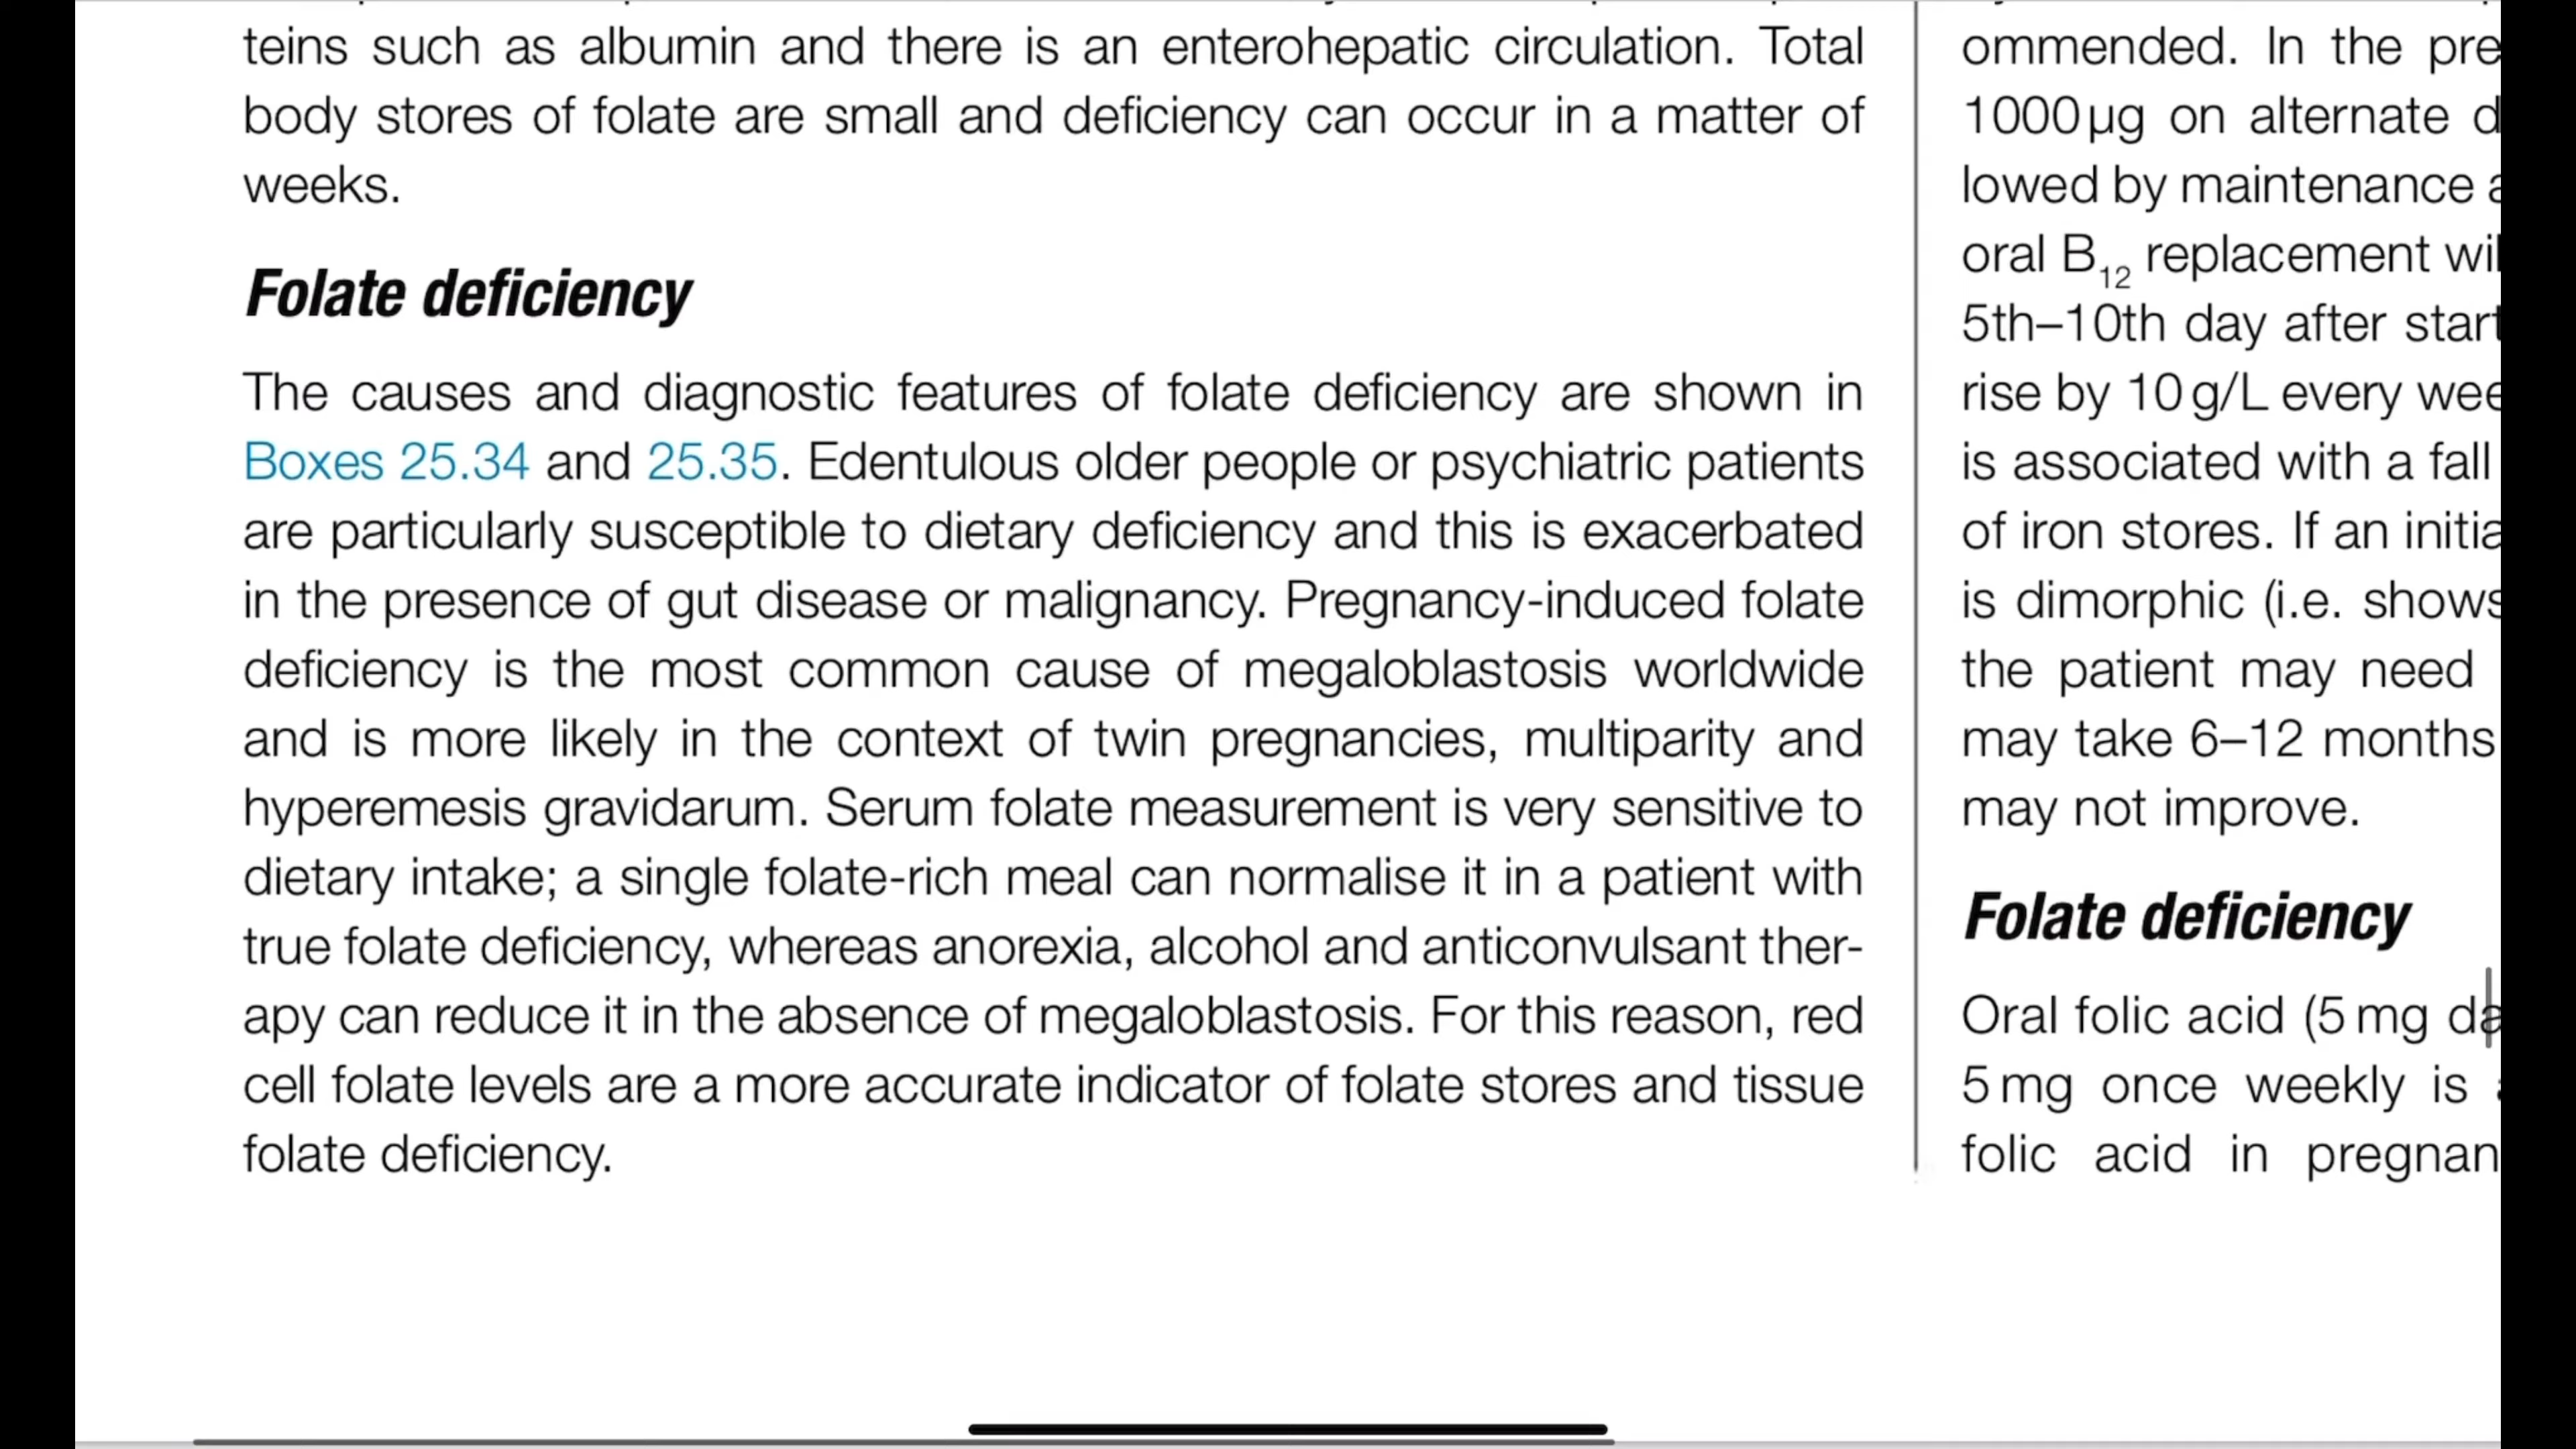 teins such as albumin and there is an enterohepatic circulation. Total
body stores of folate are small and deficiency can occur in a matter of
weeks.
Folate deficiency
The causes and diagnostic features of folate deficiency are shown in
Boxes 25.34 and 25.35. Edentulous older people or psychiatric patients
are particularly susceptible to dietary deficiency and this is exacerbated
in the presence of gut disease or malignancy. Pregnancy-induced folate
deficiency is the most common cause of megaloblastosis worldwide
and is more likely in the context of twin pregnancies, multiparity and
hyperemesis gravidarum. Serum folate measurement is very sensitive to
dietary intake; a single folate-rich meal can normalise it in a patient with
true folate deficiency, whereas anorexia, alcohol and anticonvulsant ther-
apy can reduce it in the absence of megaloblastosis. For this reason, red
cell folate levels are a more accurate indicator of folate stores and tissue
folate deficiency.
ommended. In the pre
1000 µg on alternate d
lowed by maintenance
oral B12 replacement wil
5th–10th day after start
rise by 10 g/L every wee
is associated with a fall
of iron stores. If an initia
is dimorphic (i.e. shows
the patient may need
may take 6–12 months
may not improve.
Folate deficiency
Oral folic acid (5 mg da
5 mg once weekly is
folic acid in pregnan